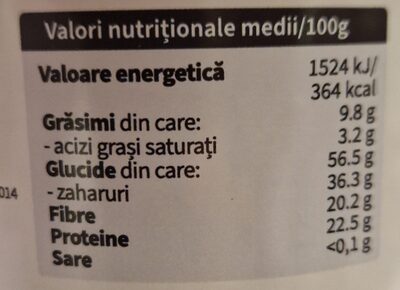 Valori nutriționale medii/100g
Valoare energetică 1524 kJ/
364 kcal
Grăsimi din care: 9.8 g
- acizi grași saturați 3.2 g
Glucide din care: 56.5 g
- zaharuri 36.3 g
Fibre 20.2 g
Proteine 22.5 g
Sare <0,1 g
014